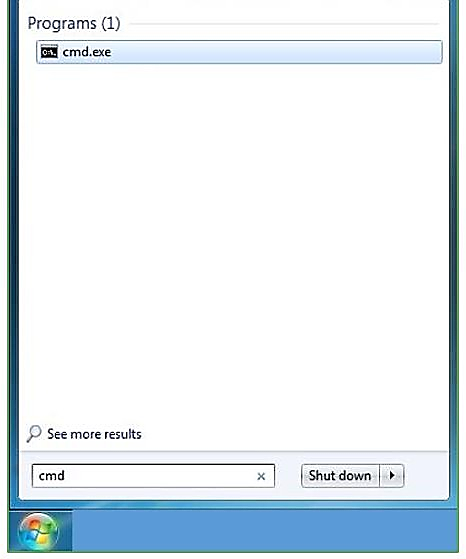 Programs (1)
cmd.exe
See more results
cmd
Shut down